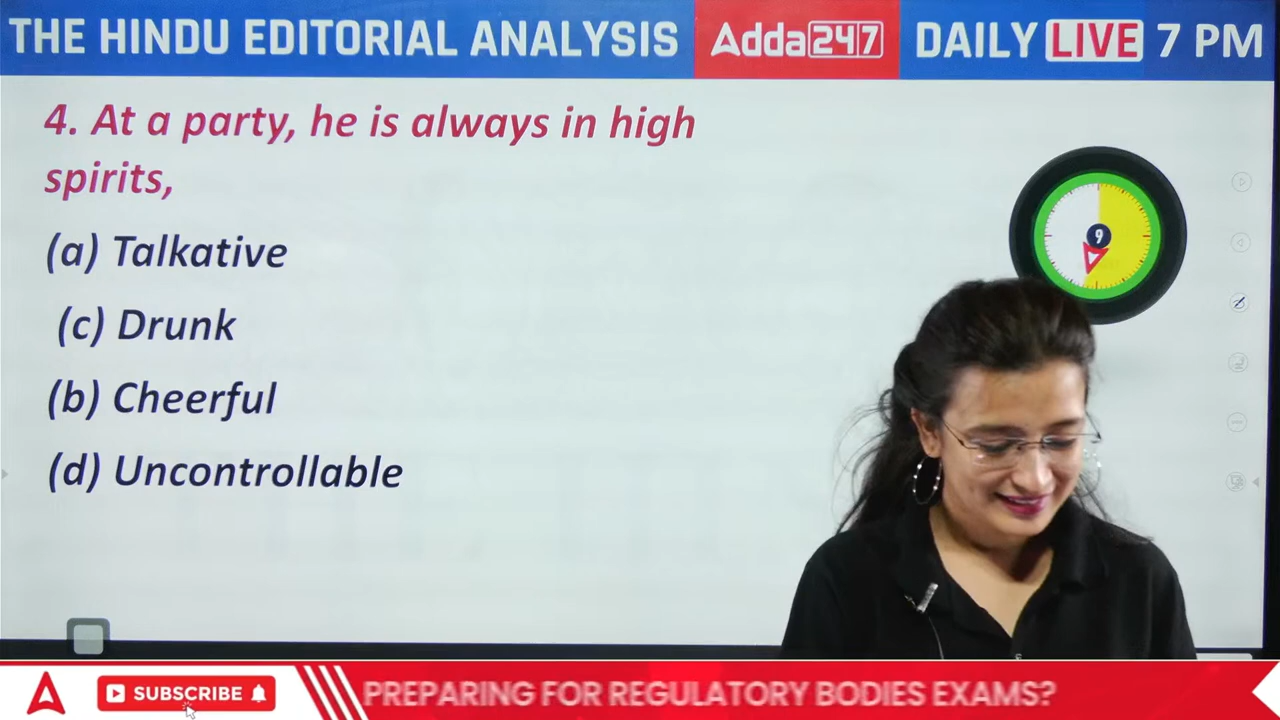 THE HINDU EDITORIAL ANALYSIS
Adda247
DAILY LIVE 7 PM
4. At a party, he is always in high
spirits,
(a) Talkative
(c) Drunk
(b) Cheerful
(d) Uncontrollable
9
SUBSCRIBE
PREPARING FOR REGULATORY BODIES EXAMS?